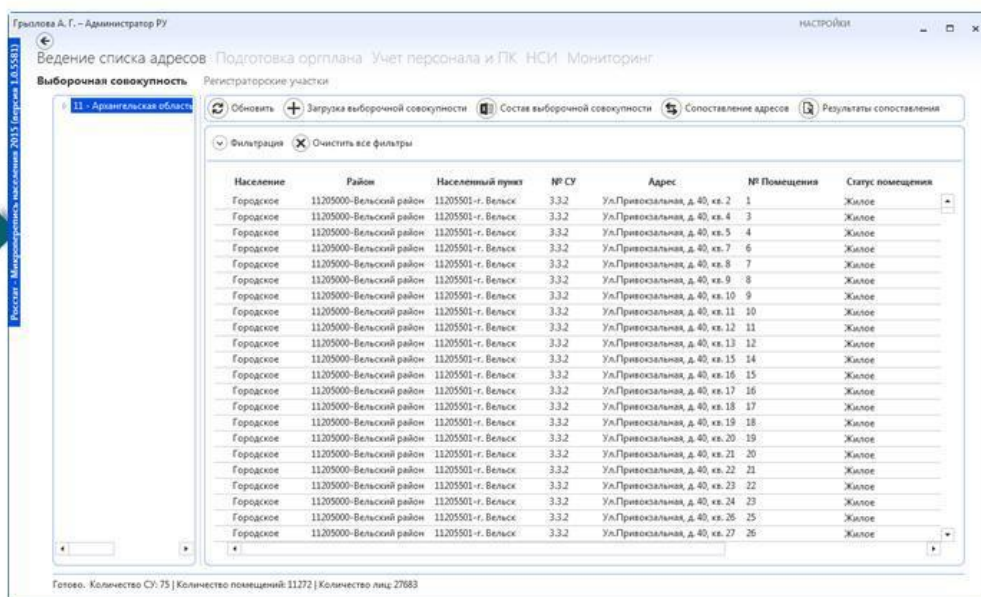 Грыллова А. Г. – Администратор РУ НАСТРОЙКИ
Росстат - Микроперепись населения 2015 (версия 1.0.5581)
Ведение списка адресов Подготовка оргплана Учет персонала и ПК НСИ Мониторинг
Выборочная совокупность Регистраторские участки
11 - Архангельская область
Обновить Загрузка выборочной совокупности Состав выборочной совокупности Сопоставление адресов Результаты сопоставления
Фильтрация Очистить все фильтры
Население Район Населенный пункт № СУ Адрес № Помещения Статус помещения
Городское 11205000-Вельский район 11205501-г. Вельск 3.3.2 Ул.Привокзальная, д. 40, кв. 2 1 Жилое
Городское 11205000-Вельский район 11205501-г. Вельск 3.3.2 Ул.Привокзальная, д. 40, кв. 4 3 Жилое
Городское 11205000-Вельский район 11205501-г. Вельск 3.3.2 Ул.Привокзальная, д. 40, кв. 5 4 Жилое
Городское 11205000-Вельский район 11205501-г. Вельск 3.3.2 Ул.Привокзальная, д. 40, кв. 7 6 Жилое
Городское 11205000-Вельский район 11205501-г. Вельск 3.3.2 Ул.Привокзальная, д. 40, кв. 8 7 Жилое
Городское 11205000-Вельский район 11205501-г. Вельск 3.3.2 Ул.Привокзальная, д. 40, кв. 9 8 Жилое
Городское 11205000-Вельский район 11205501-г. Вельск 3.3.2 Ул.Привокзальная, д. 40, кв. 10 9 Жилое
Городское 11205000-Вельский район 11205501-г. Вельск 3.3.2 Ул.Привокзальная, д. 40, кв. 11 10 Жилое
Городское 11205000-Вельский район 11205501-г. Вельск 3.3.2 Ул.Привокзальная, д. 40, кв. 12 11 Жилое
Городское 11205000-Вельский район 11205501-г. Вельск 3.3.2 Ул.Привокзальная, д. 40, кв. 13 12 Жилое
Городское 11205000-Вельский район 11205501-г. Вельск 3.3.2 Ул.Привокзальная, д. 40, кв. 15 14 Жилое
Городское 11205000-Вельский район 11205501-г. Вельск 3.3.2 Ул.Привокзальная, д. 40, кв. 16 15 Жилое
Городское 11205000-Вельский район 11205501-г. Вельск 3.3.2 Ул.Привокзальная, д. 40, кв. 17 16 Жилое
Городское 11205000-Вельский район 11205501-г. Вельск 3.3.2 Ул.Привокзальная, д. 40, кв. 18 17 Жилое
Городское 11205000-Вельский район 11205501-г. Вельск 3.3.2 Ул.Привокзальная, д. 40, кв. 19 18 Жилое
Городское 11205000-Вельский район 11205501-г. Вельск 3.3.2 Ул.Привокзальная, д. 40, кв. 20 19 Жилое
Городское 11205000-Вельский район 11205501-г. Вельск 3.3.2 Ул.Привокзальная, д. 40, кв. 21 20 Жилое
Городское 11205000-Вельский район 11205501-г. Вельск 3.3.2 Ул.Привокзальная, д. 40, кв. 22 21 Жилое
Городское 11205000-Вельский район 11205501-г. Вельск 3.3.2 Ул.Привокзальная, д. 40, кв. 23 22 Жилое
Городское 11205000-Вельский район 11205501-г. Вельск 3.3.2 Ул.Привокзальная, д. 40, кв. 24 23 Жилое
Городское 11205000-Вельский район 11205501-г. Вельск 3.3.2 Ул.Привокзальная, д. 40, кв. 26 25 Жилое
Городское 11205000-Вельский район 11205501-г. Вельск 3.3.2 Ул.Привокзальная, д. 40, кв. 27 26 Жилое
Готово. Количество СУ: 75 | Количество помещений: 11272 | Количество лиц: 27683